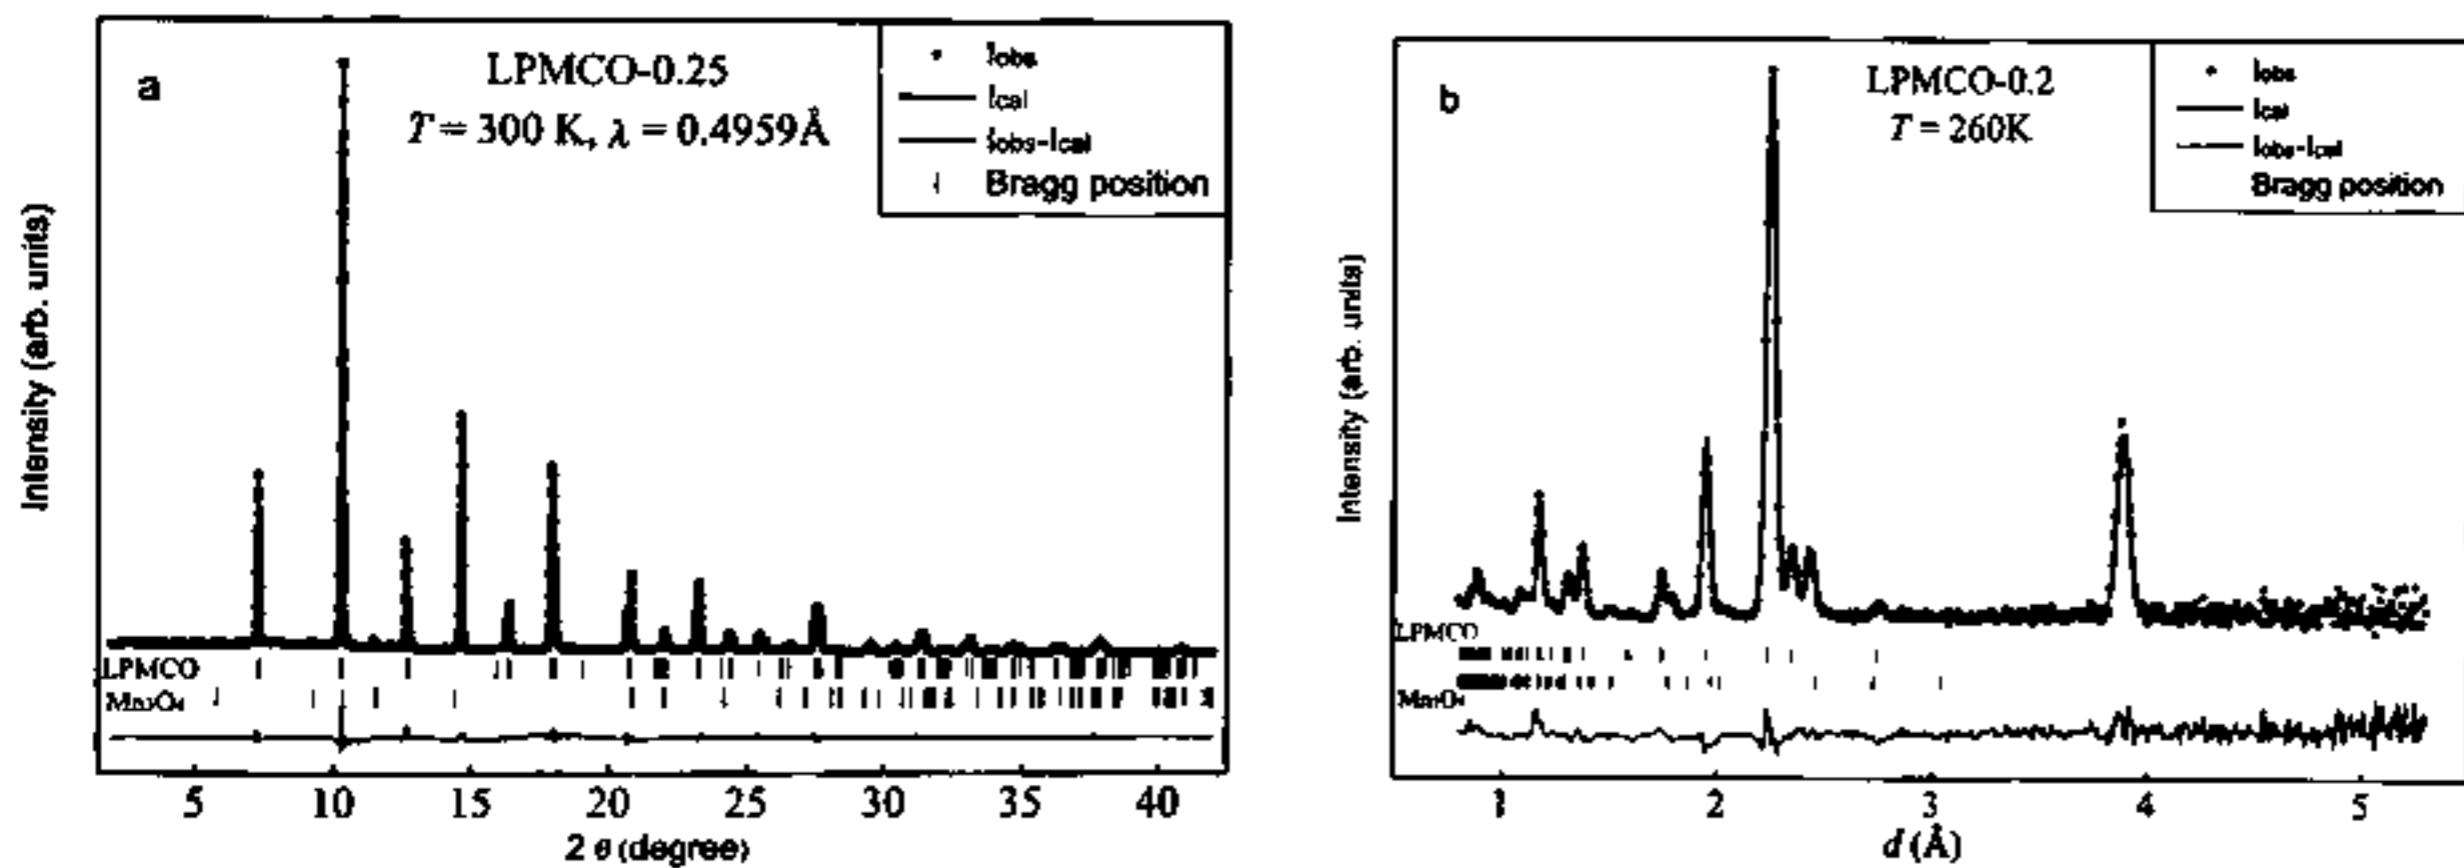 a
LPMCO-0.25
T = 300 K, λ = 0.4959Å
Iobs
Ical
Iobs-Ical
Bragg position
Intensity (arb. units)
LPMCO
Mn₃O₄
5 10 15 20 25 30 35 40
2 θ (degree)
b
LPMCO-0.2
T = 260K
Iobs
Ical
Iobs-Ical
Bragg position
Intensity (arb. units)
LPMCO
Mn₃O₄
1 2 3 4 5
d (Å)